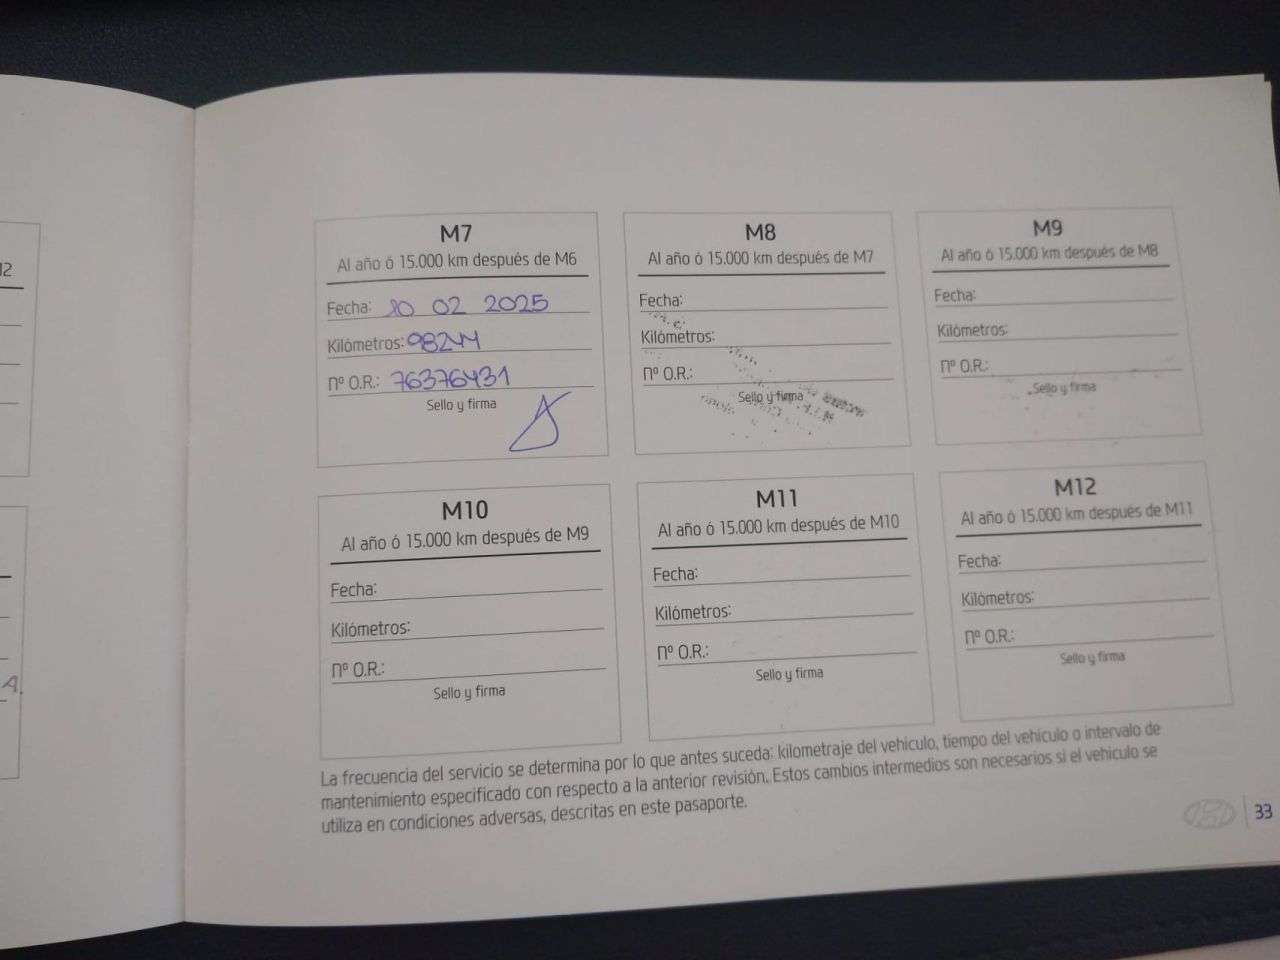 12
A.
M7
Al año ó 15.000 km después de M6
Fecha: 10 02 2025
Kilómetros: 98244
Nº O.R.: 76376431
Sello y firma
M8
Al año ó 15.000 km después de M7
Fecha:
Kilómetros:
Nº O.R.:
Sello y firma
M9
Al año ó 15.000 km después de M8
Fecha:
Kilómetros:
Nº O.R.:
Sello y firma
M10
Al año ó 15.000 km después de M9
Fecha:
Kilómetros:
Nº O.R.:
Sello y firma
M11
Al año ó 15.000 km después de M10
Fecha:
Kilómetros:
Nº O.R.:
Sello y firma
M12
Al año ó 15.000 km después de M11
Fecha:
Kilómetros:
Nº O.R.:
Sello y firma
La frecuencia del servicio se determina por lo que antes suceda: kilometraje del vehículo, tiempo del vehículo o intervalo de
mantenimiento especificado con respecto a la anterior revisión. Estos cambios intermedios son necesarios si el vehículo se
utiliza en condiciones adversas, descritas en este pasaporte.
33